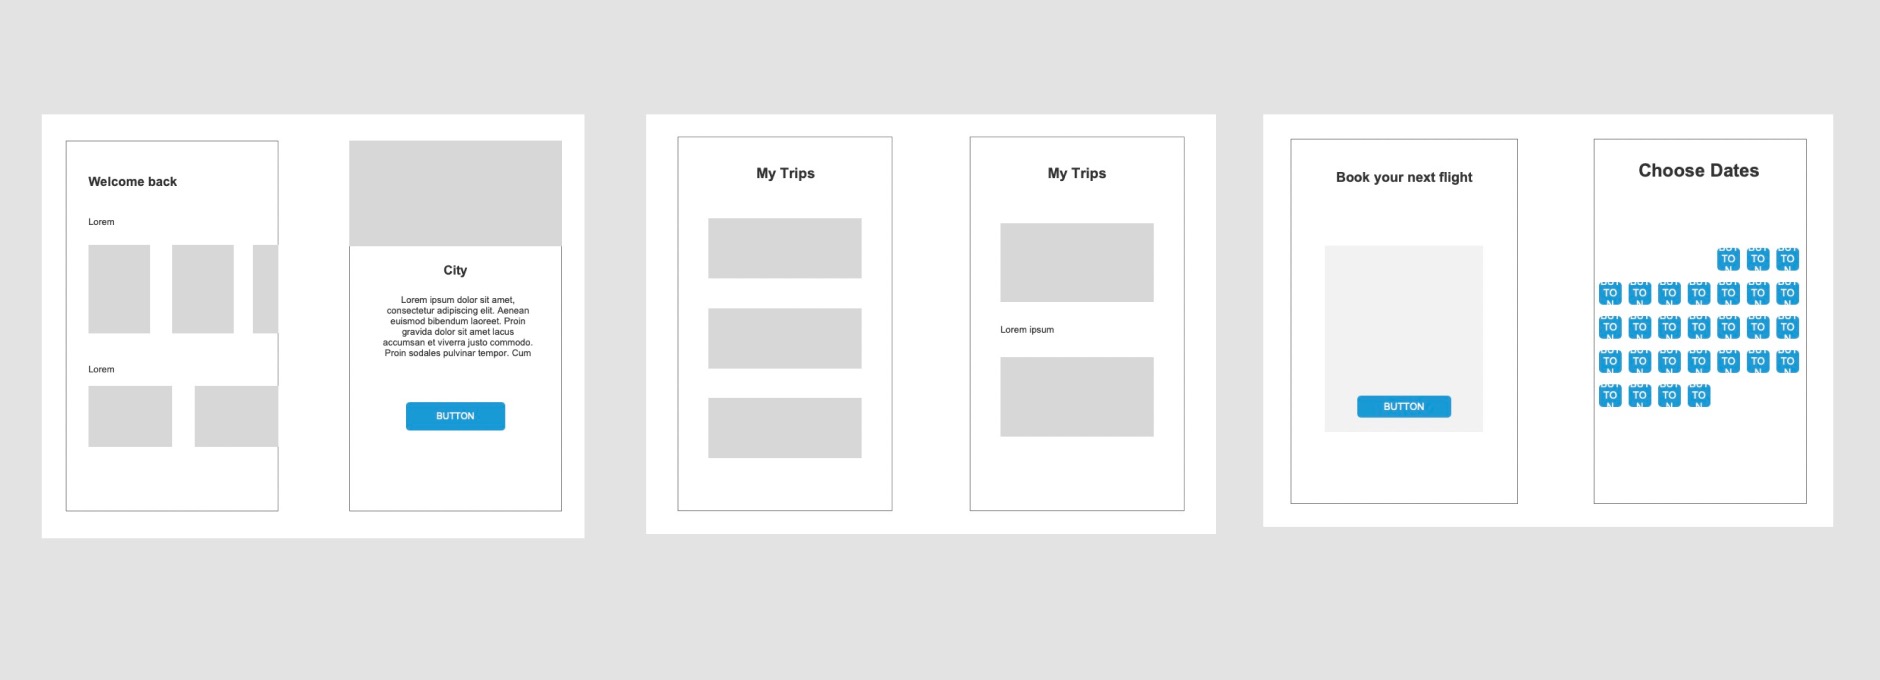 Welcome back
Lorem
Lorem
City
Lorem ipsum dolor sit amet,
consectetur adipiscing elit. Aenean
euismod bibendum laoreet. Proin
gravida dolor sit amet lacus
accumsan et viverra justo commodo.
Proin sodales pulvinar tempor. Cum
BUTTON
My Trips
My Trips
Lorem ipsum
Book your next flight
BUTTON
Choose Dates
TO TO TO
TO TO TO TO TO TO TO
TO TO TO TO TO TO TO
TO TO TO TO TO TO TO
TO TO TO TO